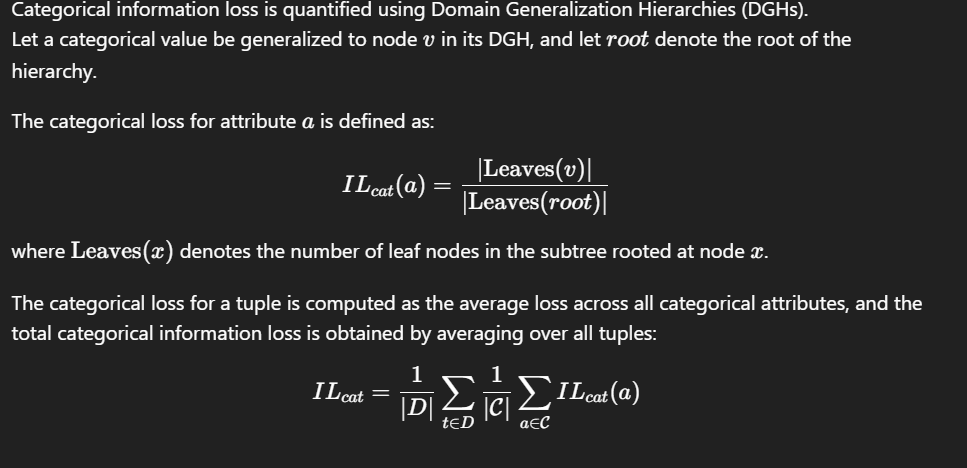 Categorical information loss is quantified using Domain Generalization Hierarchies (DGHs).
Let a categorical value be generalized to node v in its DGH, and let root denote the root of the
hierarchy.
The categorical loss for attribute a is defined as:
IL_{cat}(a) = \frac{|Leaves(v)|}{|Leaves(root)|}
where Leaves(x) denotes the number of leaf nodes in the subtree rooted at node x.
The categorical loss for a tuple is computed as the average loss across all categorical attributes, and the
total categorical information loss is obtained by averaging over all tuples:
IL_{cat} = \frac{1}{|D|} \sum_{t∈D} \frac{1}{|\mathcal{C}|} \sum_{a∈\mathcal{C}} IL_{cat}(a)